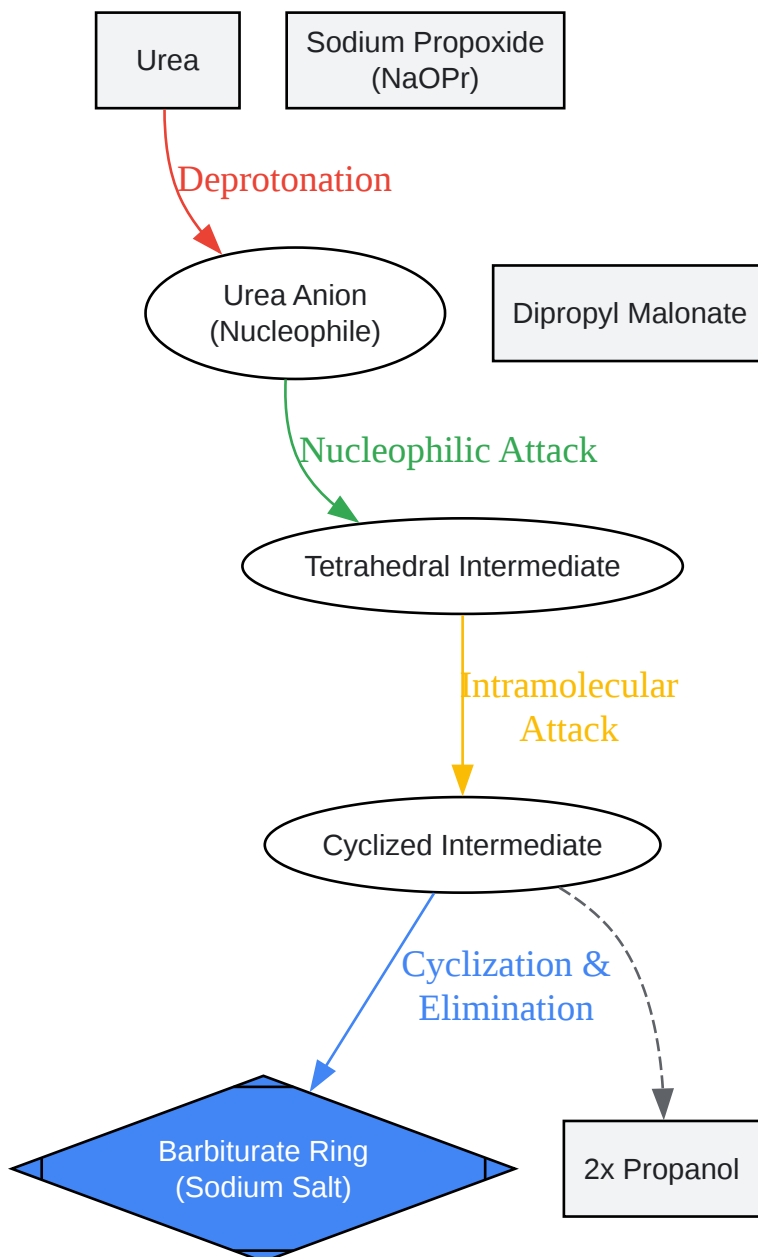 Urea
Sodium Propoxide
(NaOPr)
Deprotonation
Urea Anion
(Nucleophile)
Dipropyl Malonate
Nucleophilic Attack
Tetrahedral Intermediate
Intramolecular
Attack
Cyclized Intermediate
Cyclization &
Elimination
Barbiturate Ring
(Sodium Salt)
2x Propanol